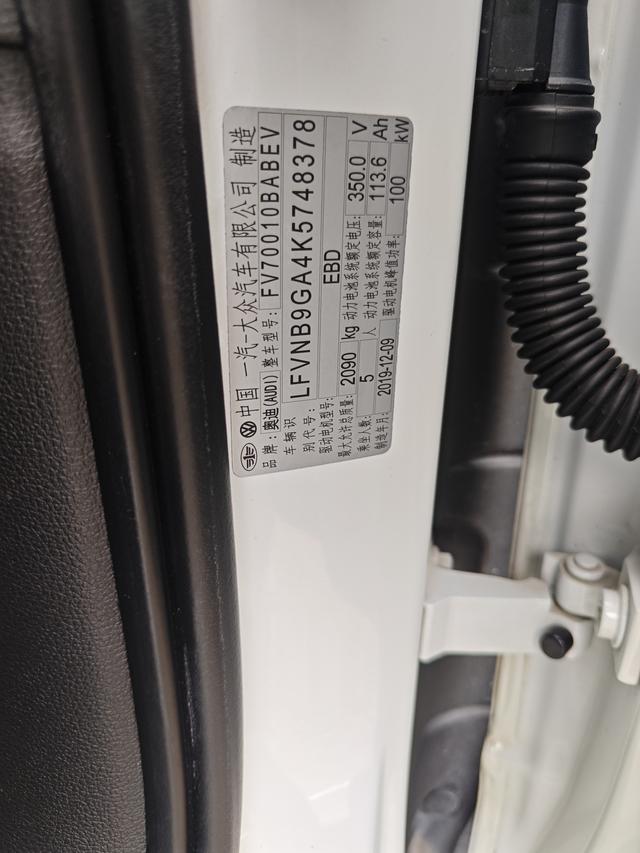 中国 一汽-大众汽车有限公司 制造
品牌: 奥迪(AUDI) 整车型号: FV70010BABEV
车辆识别代号: LFVNB9GA4K5748378
驱动电机型号: EBD
最大允许总质量: 2090 kg 动力电池系统额定电压: 350.0 V
乘坐人数: 5 人 动力电池系统额定容量: 113.6 Ah
制造年月: 2019-12-09 驱动电机峰值功率: 100 kW